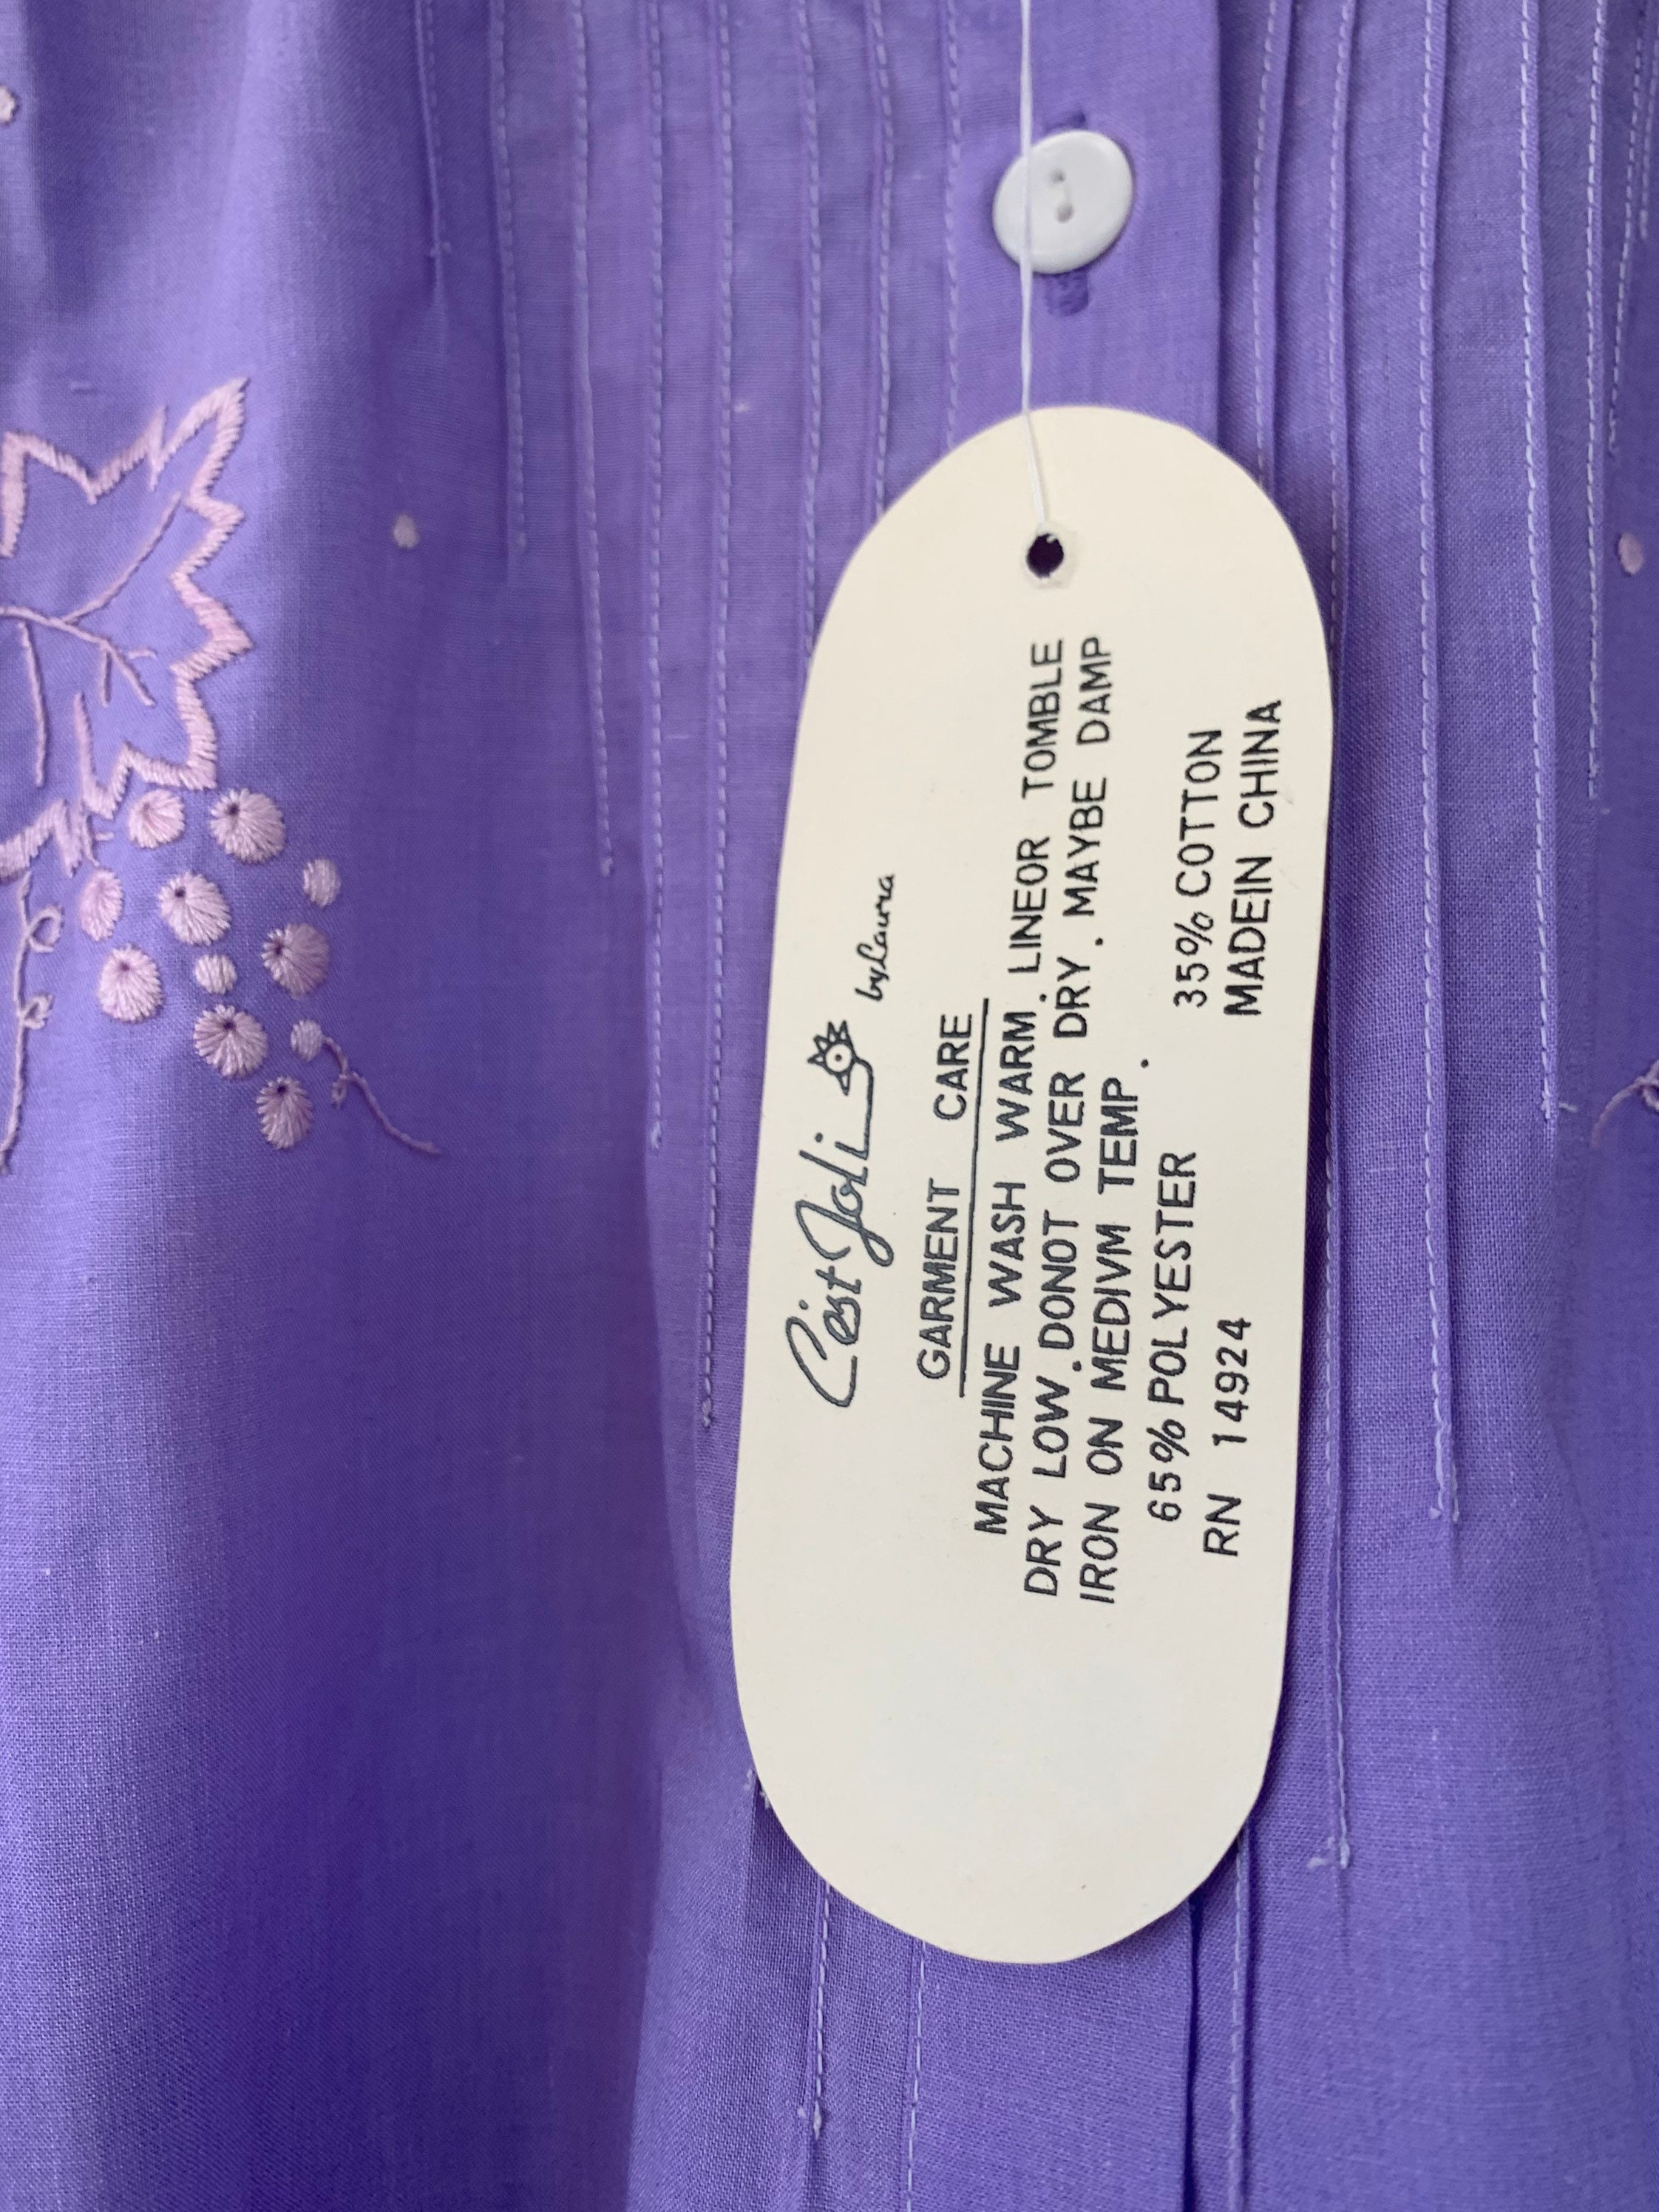 C'est Joli
by Laura
GARMENT CARE
MACHINE WASH WARM. LINEOR TOMBLE
DRY LOW. DONOT OVER DRY. MAYBE DAMP
IRON ON MEDIVM TEMP.
65% POLYESTER 35% COTTON
RN 14924 MADEIN CHINA